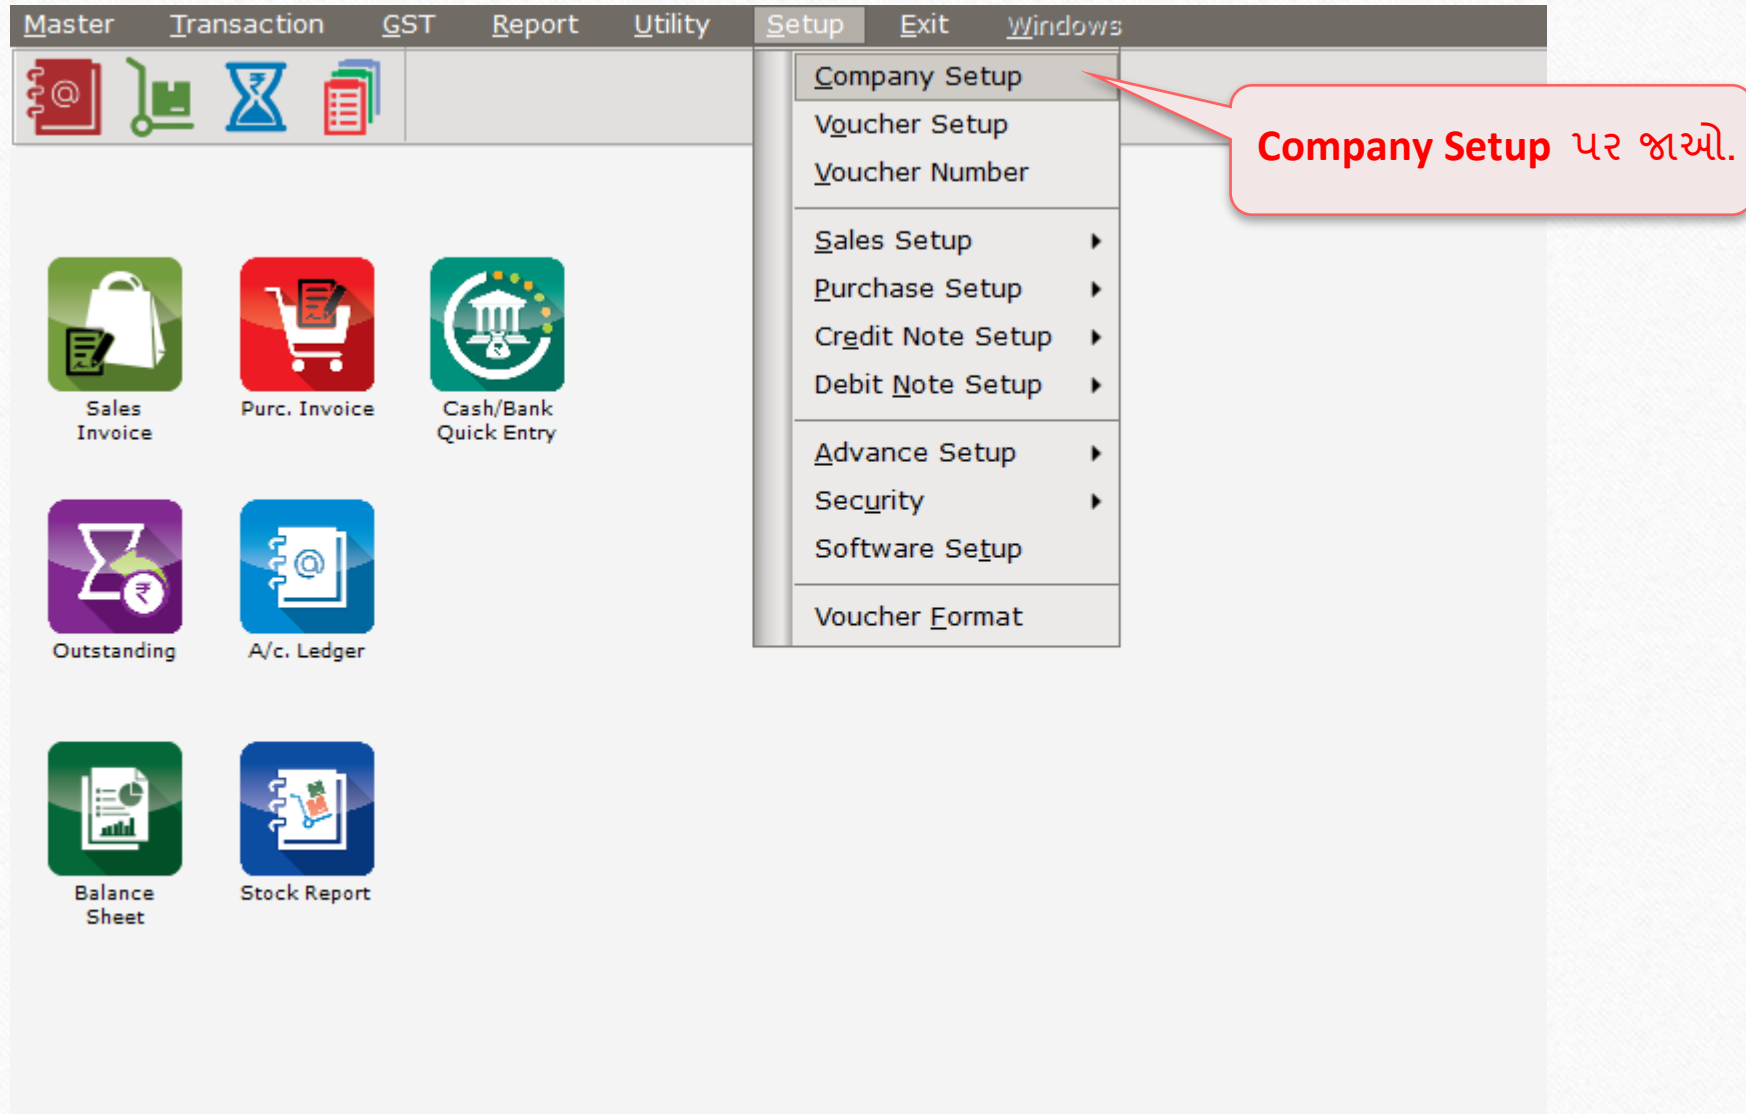 Master Transaction GST Report Utility Setup Exit Windows
Company Setup
Voucher Setup
Voucher Number
Sales Setup
Purchase Setup
Credit Note Setup
Debit Note Setup
Advance Setup
Security
Software Setup
Voucher Format
Company Setup પર જાઓ.
Sales
Invoice
Purc. Invoice
Cash/Bank
Quick Entry
Outstanding
A/c. Ledger
Balance
Sheet
Stock Report